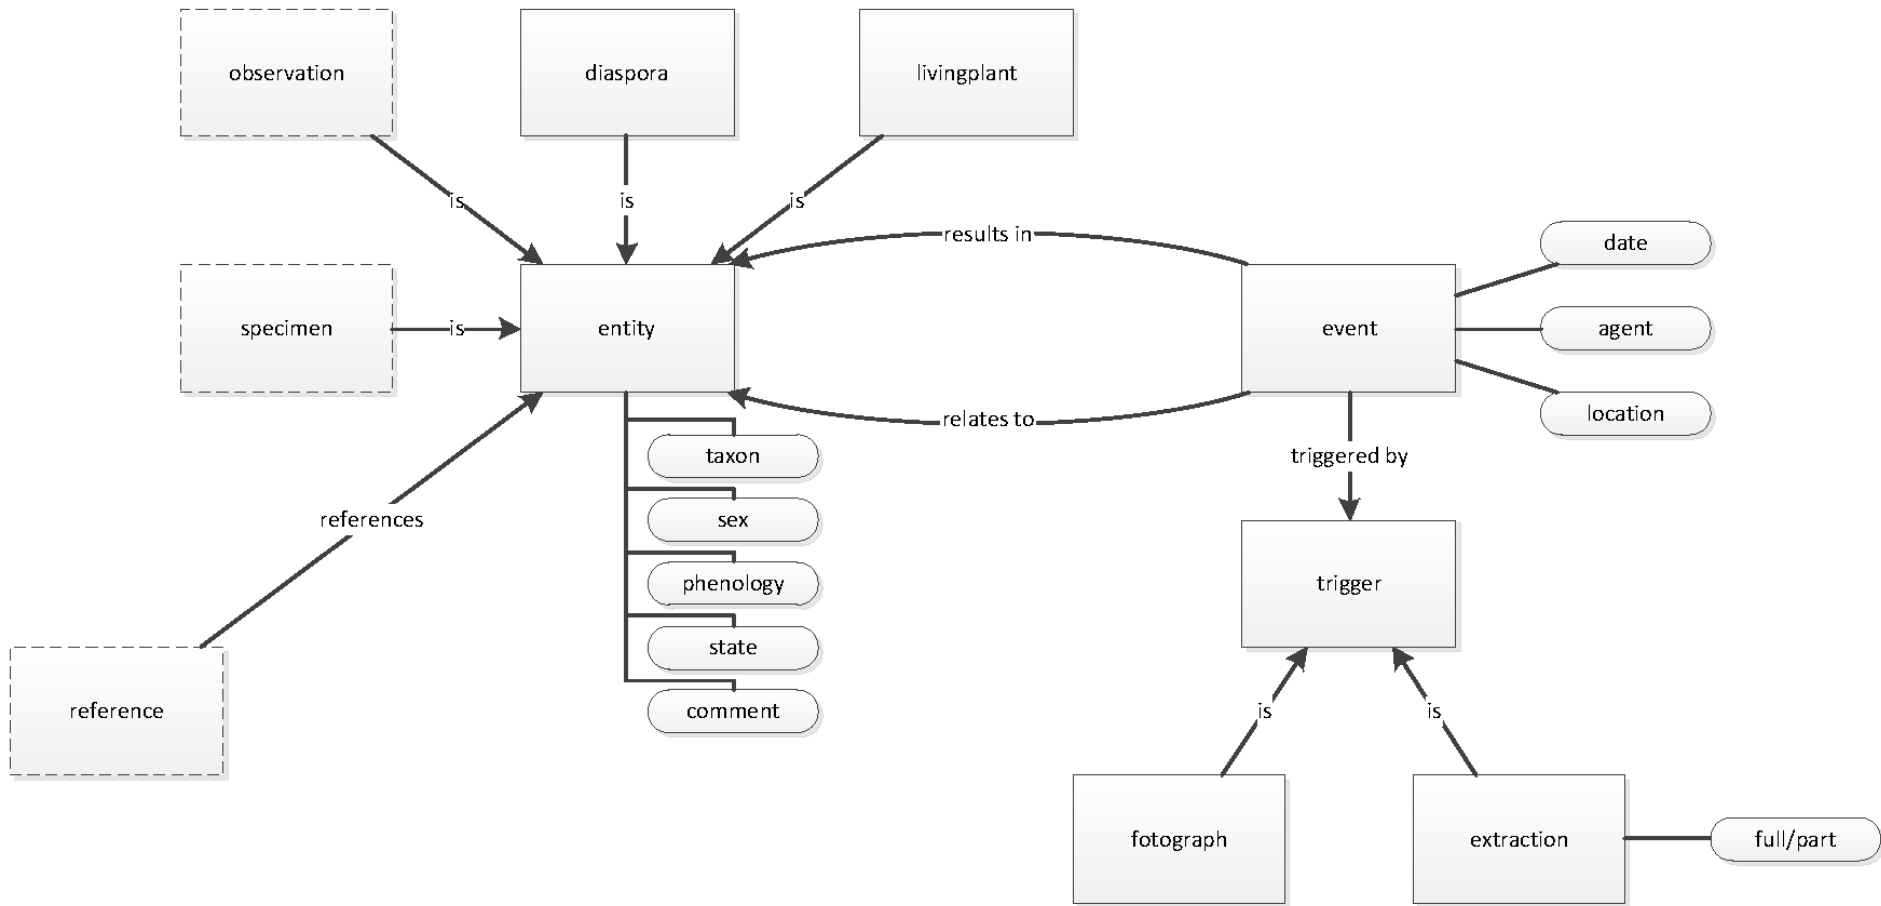 observation
diaspora
livingplant
is
is
is
results in
date
specimen
is
entity
event
agent
relates to
location
taxon
triggered by
references
sex
phenology
trigger
state
reference
comment
is
is
fotograph
extraction
full/part